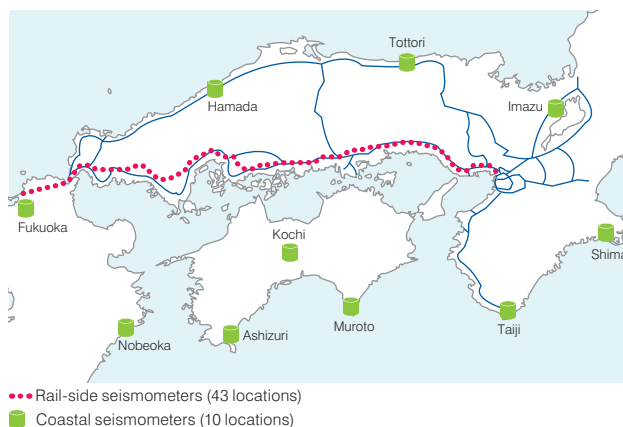 Tottori
Hamada
Imazu
Fukuoka
Kochi
Shima
Nobeoka
Ashizuri
Muroto
Taiji
Rail-side seismometers (43 locations)
Coastal seismometers (10 locations)